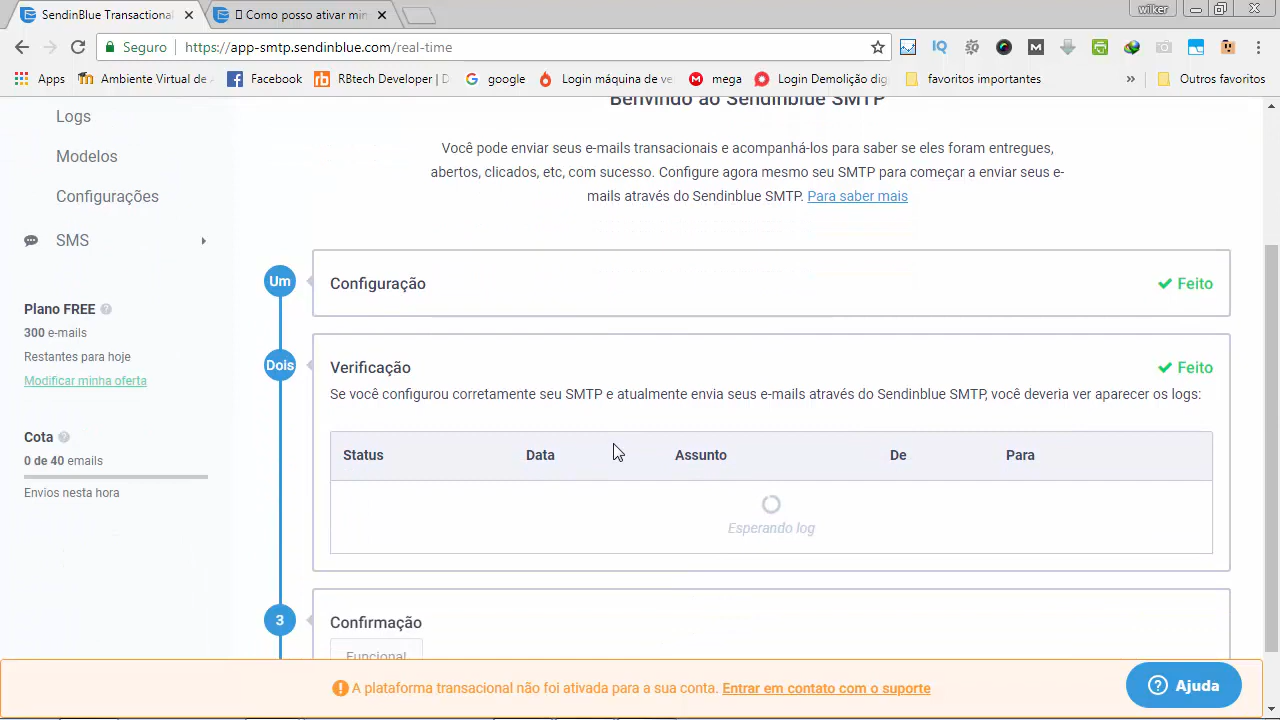 SendinBlue Transactional
Como posso ativar min
wilker
Seguro
https://app-smtp.sendinblue.com/real-time
Apps
Ambiente Virtual de
Facebook
RBtech Developer | D
google
Login máquina de ve
mega
Login Demolição dig
favoritos importantes
»
Outros favoritos
Logs
Modelos
Configurações
SMS
Plano FREE
300 e-mails
Restantes para hoje
Modificar minha oferta
Cota
0 de 40 emails
Envios nesta hora
Benvindo ao Sendinblue SMTP
Você pode enviar seus e-mails transacionais e acompanhá-los para saber se eles foram entregues,
abertos, clicados, etc, com sucesso. Configure agora mesmo seu SMTP para começar a enviar seus e-
mails através do Sendinblue SMTP. Para saber mais
Um
Configuração
Feito
Dois
Verificação
Feito
Se você configurou corretamente seu SMTP e atualmente envia seus e-mails através do Sendinblue SMTP, você deveria ver aparecer os logs:
Status Data Assunto De Para
Esperando log
3
Confirmação
Funcional
A plataforma transacional não foi ativada para a sua conta. Entrar em contato com o suporte
Ajuda